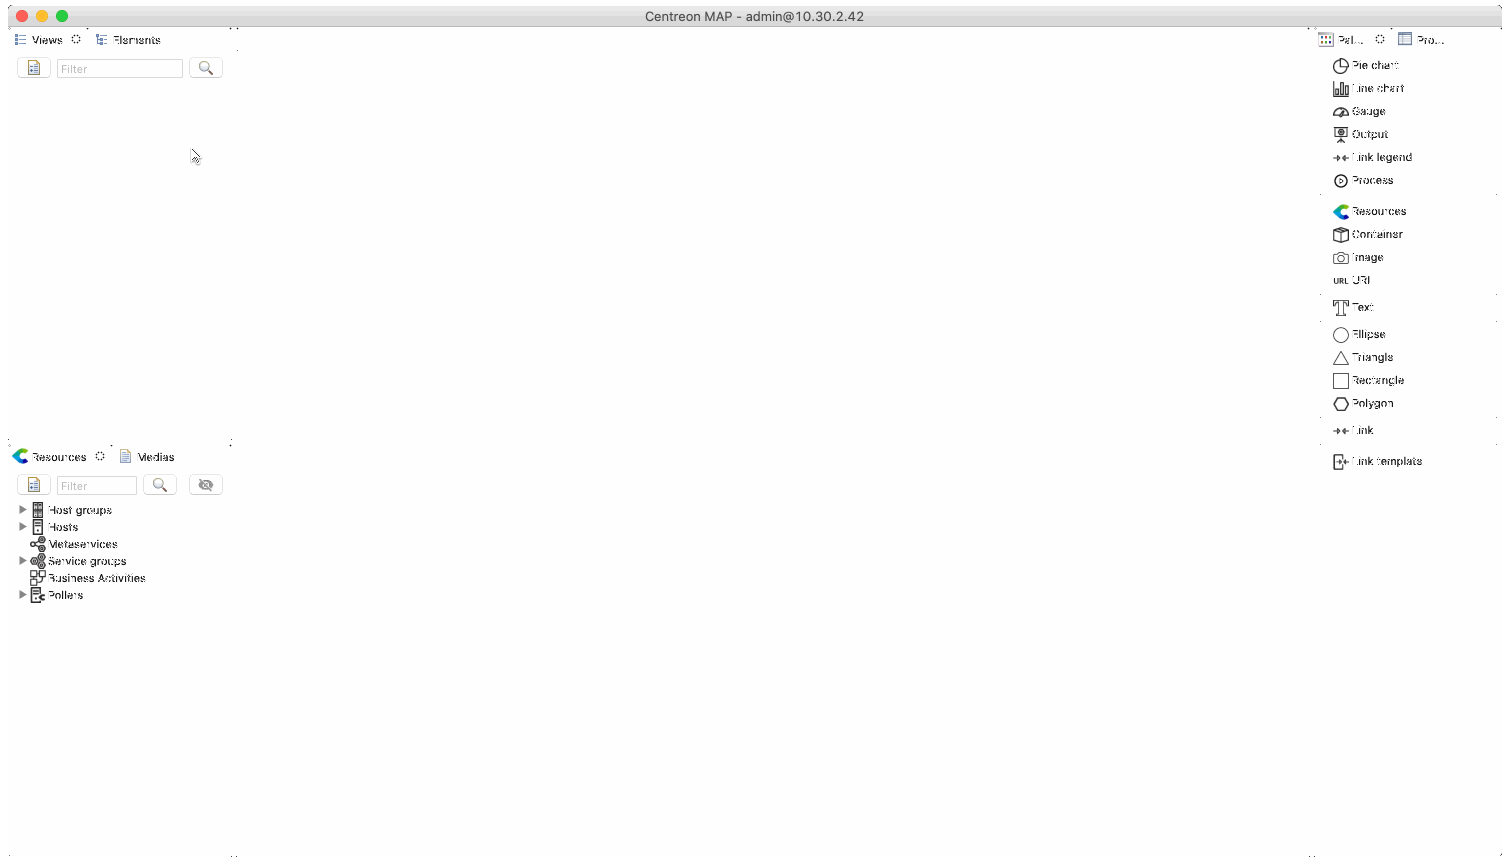 Centreon MAP - admin@10.30.2.42
Views Elements
Filter
Resources Medias
Filter
Host groups
Hosts
Metaservices
Service groups
Business Activities
Pollers
Pal... Pro...
Pie chart
Line chart
Gauge
Output
Link legend
Process
Resources
Container
Image
URL URL
Text
Ellipse
Triangle
Rectangle
Polygon
Link
Link template